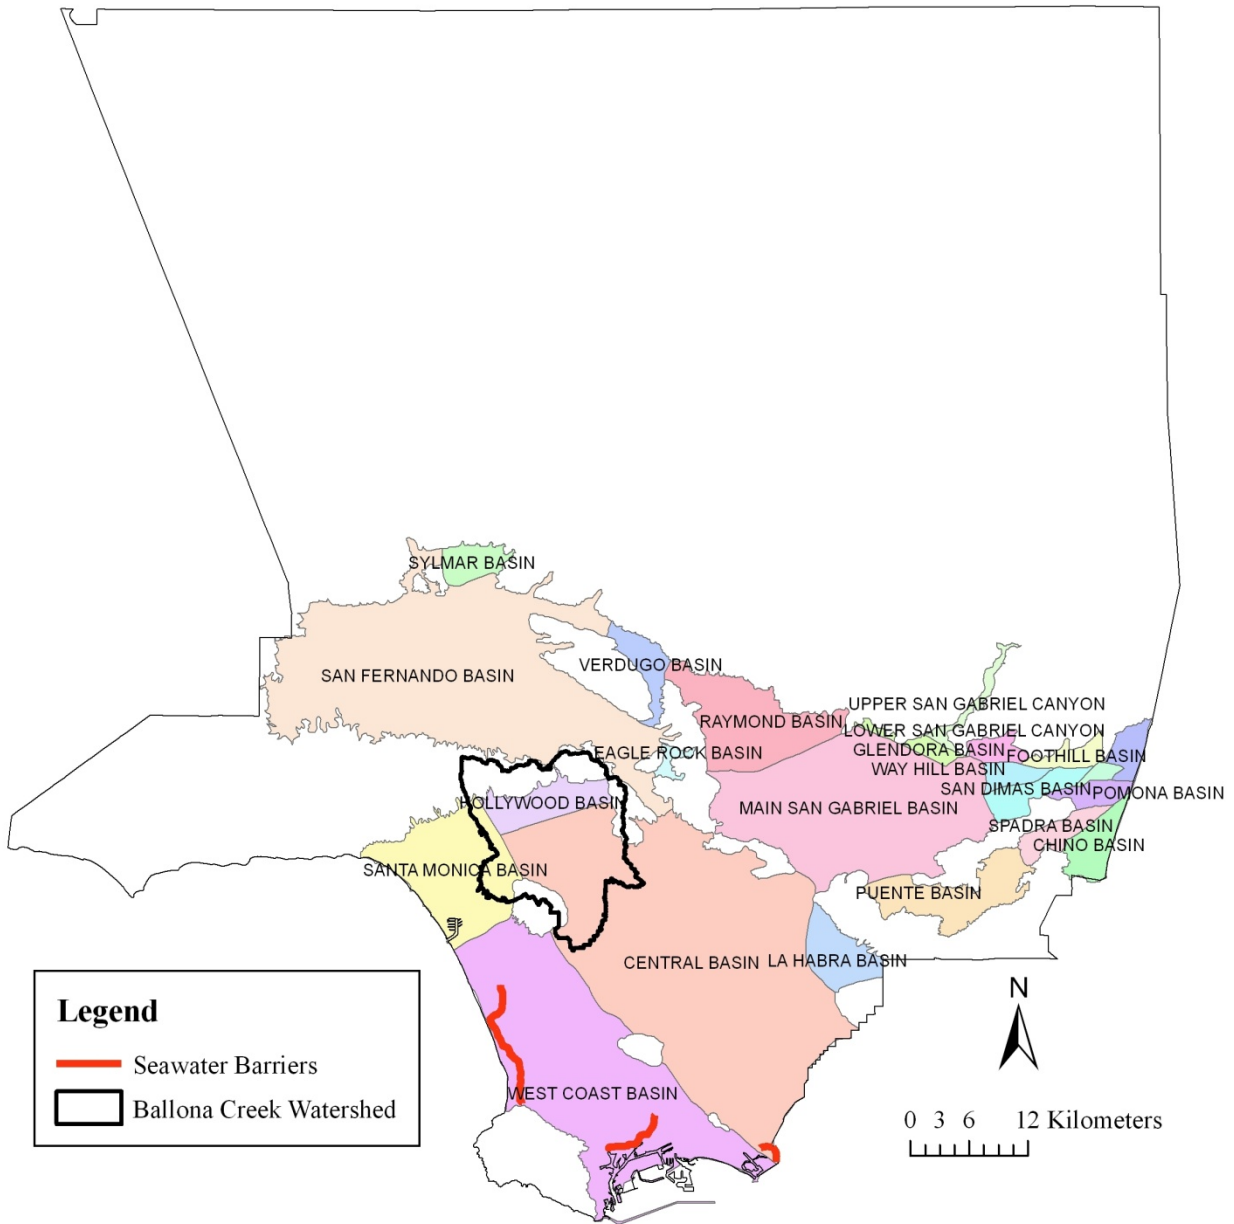 SYLMAR BASIN
SAN FERNANDO BASIN
VERDUGO BASIN
RAYMOND BASIN
UPPER SAN GABRIEL CANYON
LOWER SAN GABRIEL CANYON
GLENDORA BASIN
FOOTHILL BASIN
WAY HILL BASIN
EAGLE ROCK BASIN
SAN DIMAS BASIN
POMONA BASIN
HOLLYWOOD BASIN
MAIN SAN GABRIEL BASIN
SPADRA BASIN
CHINO BASIN
SANTA MONICA BASIN
PUENTE BASIN
CENTRAL BASIN
LA HABRA BASIN
WEST COAST BASIN
Legend
Seawater Barriers
Ballona Creek Watershed
N
0 3 6 12 Kilometers